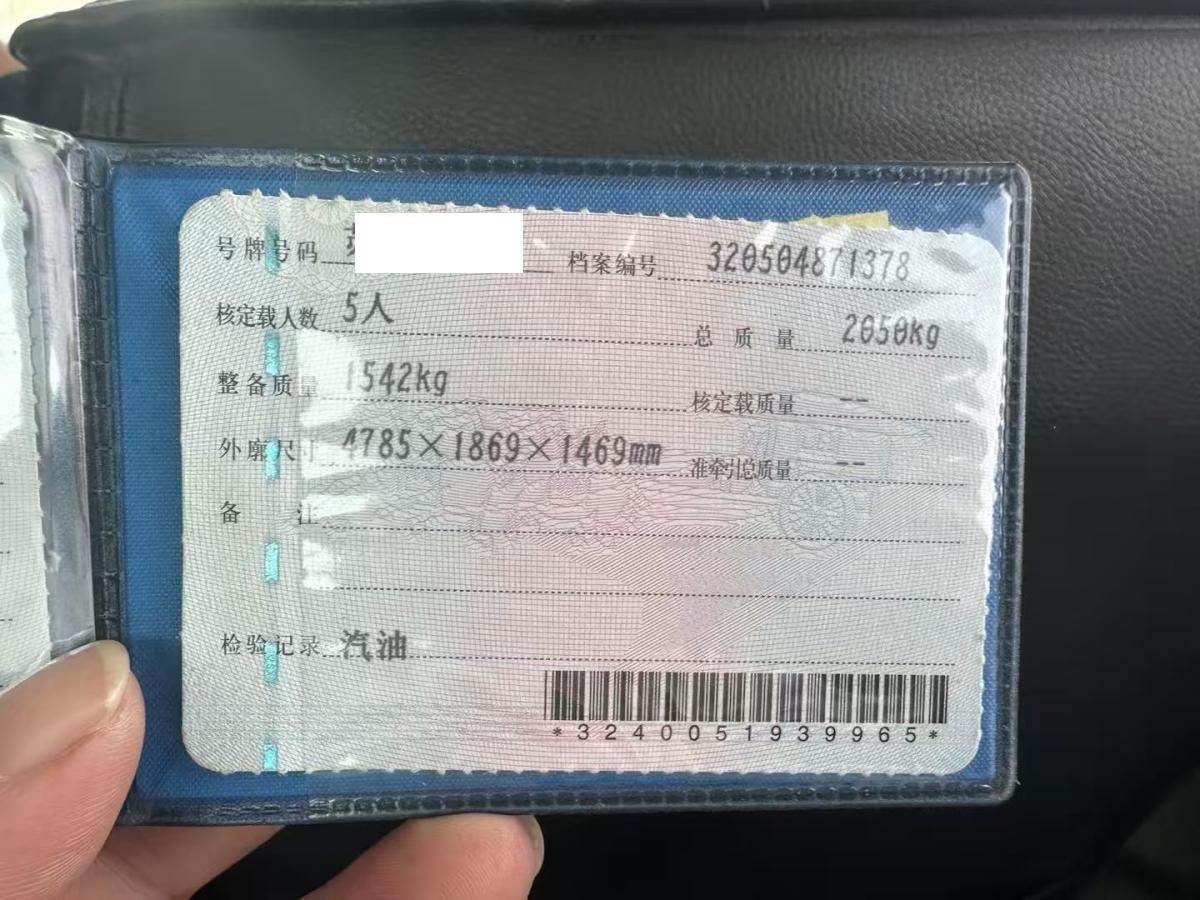 号牌号码 档案编号 320504871378
核定载人数 5人 总质量 2050kg
整备质量 1542kg 核定载质量 --
外廓尺寸 4785×1869×1469mm 准牵引总质量 --
备注
检验记录 汽油
*3240051939965*